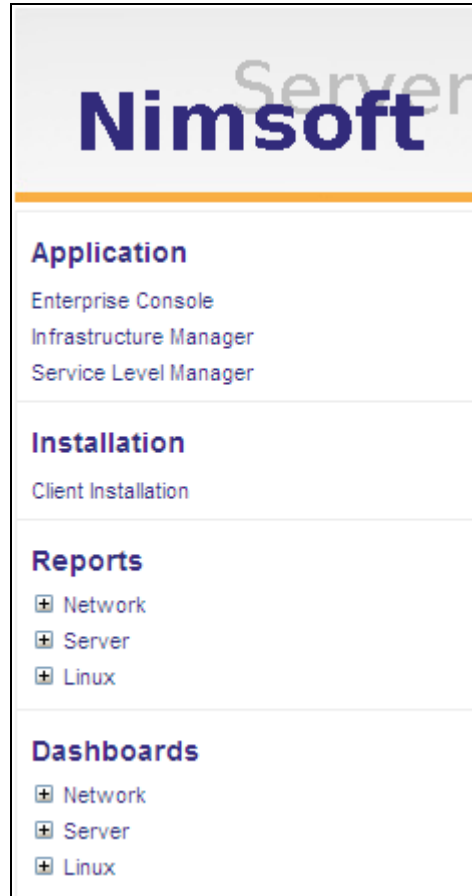 Server
Nimsoft
Application
Enterprise Console
Infrastructure Manager
Service Level Manager
Installation
Client Installation
Reports
Network
Server
Linux
Dashboards
Network
Server
Linux